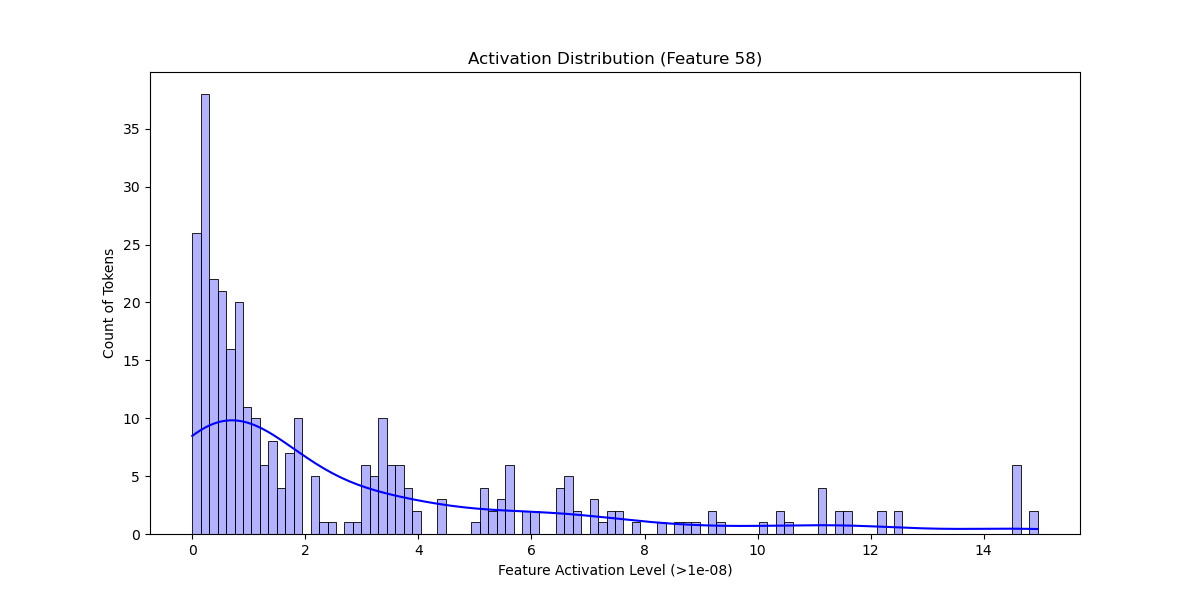 Activation Distribution (Feature 58)
Count of Tokens
35
30
25
20
15
10
5
0
0 2 4 6 8 10 12 14
Feature Activation Level (>1e-08)